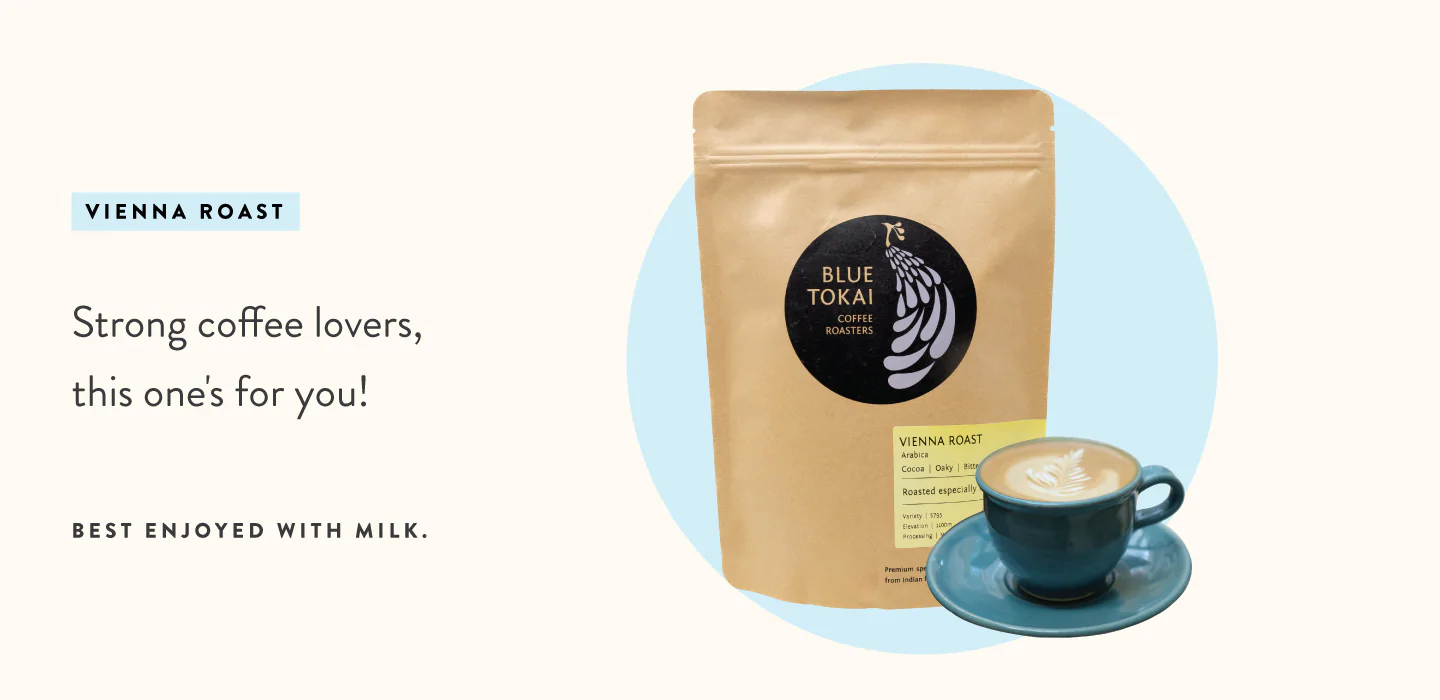 VIENNA ROAST
Strong coffee lovers,
this one's for you!
BEST ENJOYED WITH MILK.
BLUE
TOKAI
COFFEE
ROASTERS
VIENNA ROAST
Arabica
Cocoa | Oaky |
Roasted especially
Variety | S795
Elevation |
Processing |
Premium
from Indian